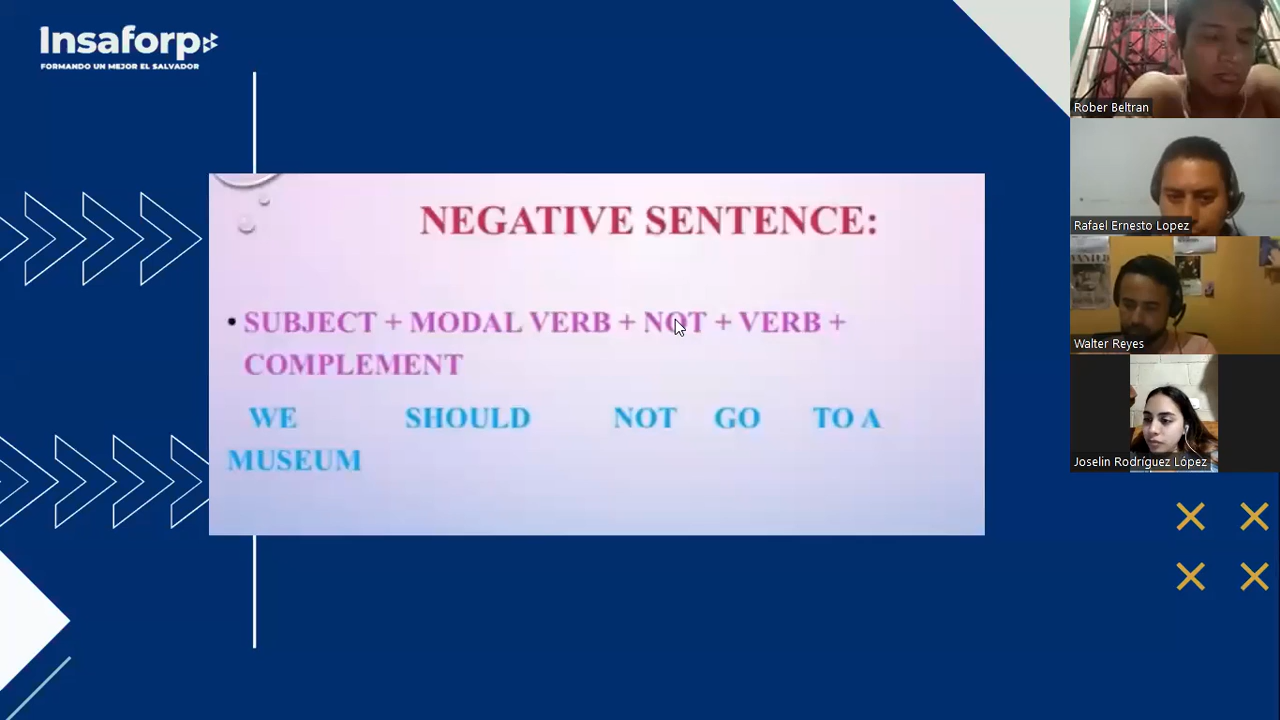 Insaforp
FORMANDO UN MEJOR EL SALVADOR
NEGATIVE SENTENCE:
• SUBJECT + MODAL VERB + NOT + VERB +
COMPLEMENT
WE SHOULD NOT GO TO A
MUSEUM
Rober Beltran
Rafael Ernesto Lopez
WANTED
Walter Reyes
Joselin Rodríguez López